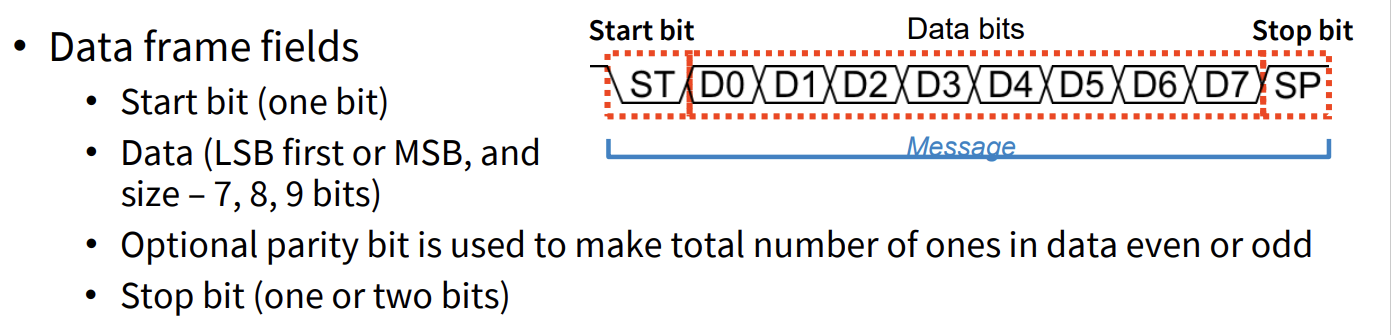 • Data frame fields
• Start bit (one bit)
• Data (LSB first or MSB, and
size – 7, 8, 9 bits)
• Optional parity bit is used to make total number of ones in data even or odd
• Stop bit (one or two bits)
Start bit Data bits Stop bit
ST D0 D1 D2 D3 D4 D5 D6 D7 SP
Message